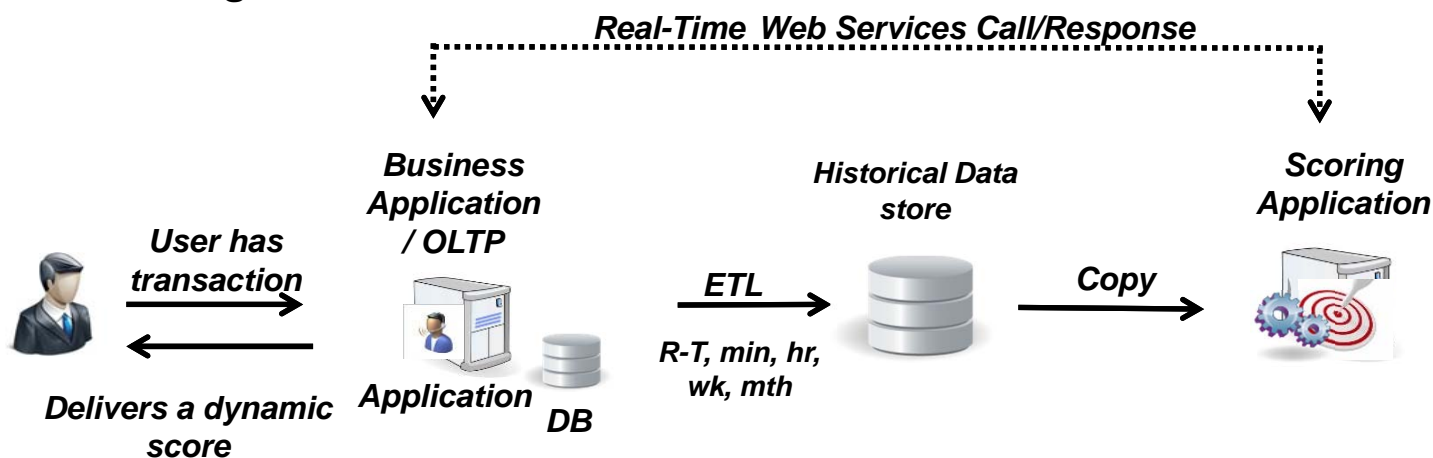 Real-Time Web Services Call/Response
Business
Application
/ OLTP
Historical Data
store
Scoring
Application
User has
transaction
ETL
Copy
R-T, min, hr,
wk, mth
Application
DB
Delivers a dynamic
score